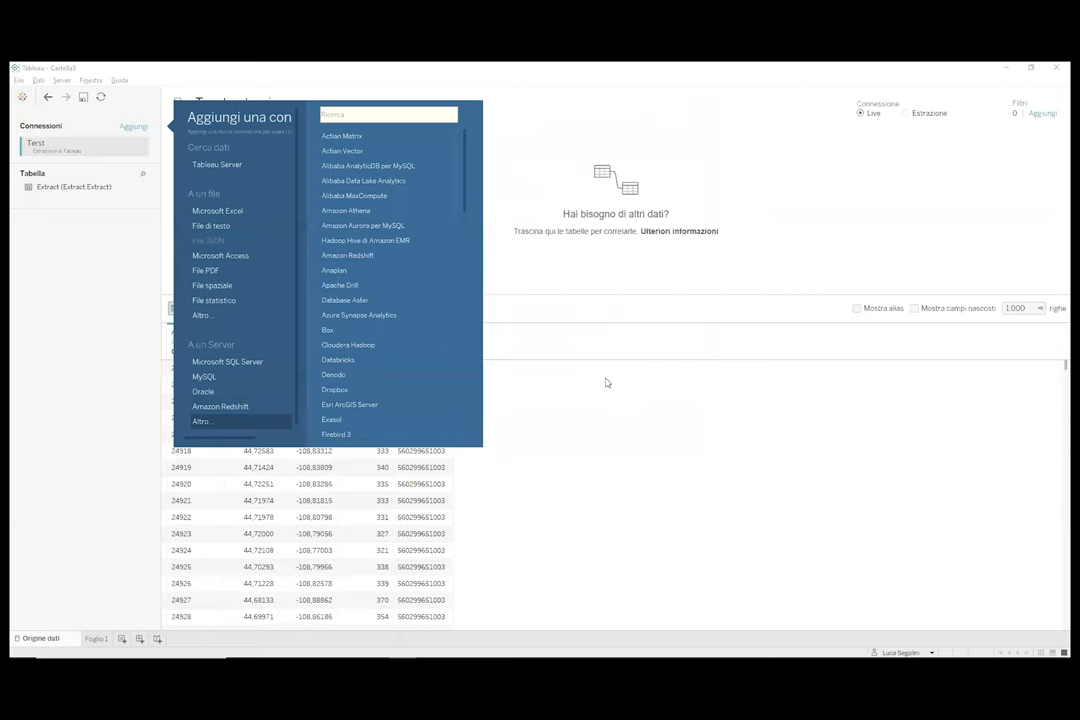 Tableau - Cartella5
File Dati Server Finestra Guida
Connessioni Aggiungi
Terst
Estrazione di Tableau
Tabella
Extract (Extract.Extract)
Aggiungi una con
Cerca dati
Tableau Server
A un file
Microsoft Excel
File di testo
File JSON
Microsoft Access
File PDF
File spaziale
File statistico
Altro...
A un Server
Microsoft SQL Server
MySQL
Oracle
Amazon Redshift
Altro...
Ricerca
Actian Matrix
Actian Vector
Alibaba AnalyticDB per MySQL
Alibaba Data Lake Analytics
Alibaba MaxCompute
Amazon Athena
Amazon Aurora per MySQL
Hadoop Hive di Amazon EMR
Amazon Redshift
Anaplan
Apache Drill
Database Aster
Azure Synapse Analytics
Box
Cloudera Hadoop
Databricks
Denodo
Dropbox
Esri ArcGIS Server
Exasol
Firebird 3
Connessione
Live Estrazione
Filtri
0 | Aggiungi
Hai bisogno di altri dati?
Trascina qui le tabelle per correlarle. Ulteriori informazioni
Mostra alias Mostra campi nascosti 1.000 righe
24918 44,72583 -108,83312 333 560299651003
24919 44,71424 -108,83809 340 560299651003
24920 44,72251 -108,83286 335 560299651003
24921 44,71974 -108,81815 333 560299651003
24922 44,71978 -108,80798 331 560299651003
24923 44,72000 -108,79056 327 560299651003
24924 44,72108 -108,77003 321 560299651003
24925 44,70293 -108,79966 338 560299651003
24926 44,71228 -108,82578 339 560299651003
24927 44,68133 -108,88862 370 560299651003
24928 44,69971 -108,86186 354 560299651003
Origine dati Foglio 1
Luca Segalini